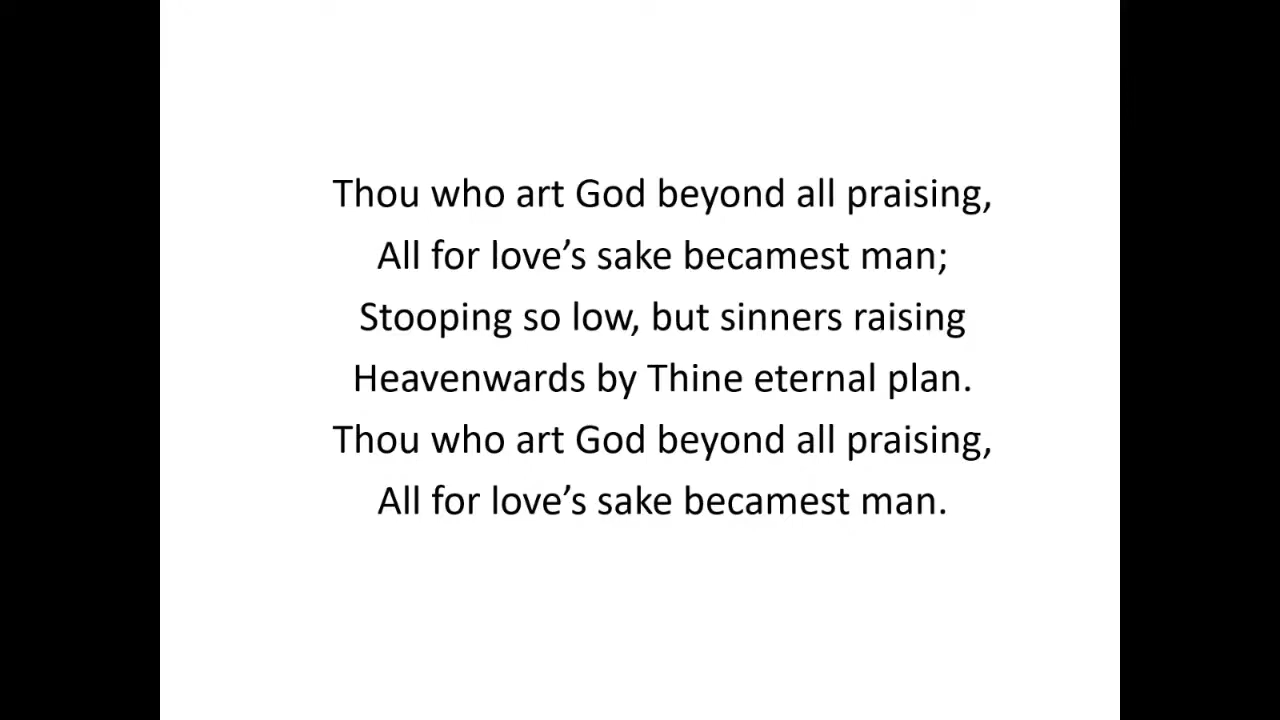 Thou who art God beyond all praising,
All for love’s sake becamest man;
Stooping so low, but sinners raising
Heavenwards by Thine eternal plan.
Thou who art God beyond all praising,
All for love’s sake becamest man.